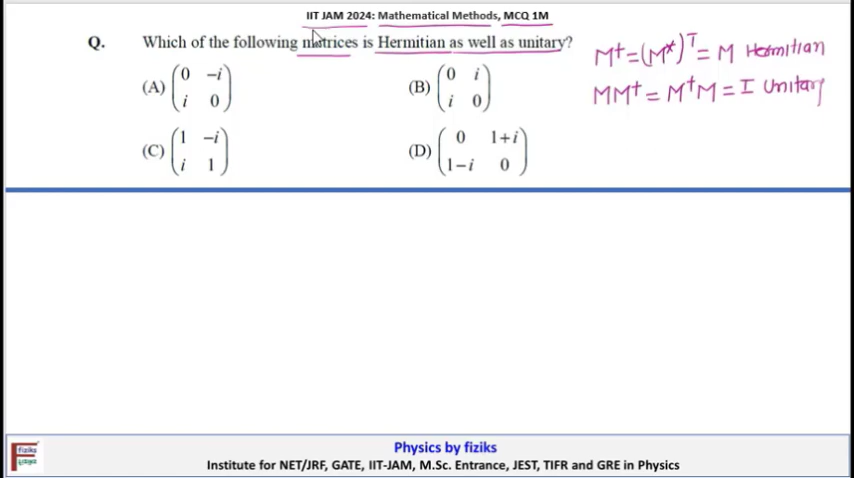 IIT JAM 2024: Mathematical Methods, MCQ 1M
Q. Which of the following matrices is Hermitian as well as unitary?
(A) (0 −i
i 0)
(B) (0 i
i 0)
(C) (1 −i
i 1)
(D) (0 1+i
1−i 0)
M† = (M*)ᵀ = M Hermitian
MM† = M†M = I Unitary
fiziks
Physics by fiziks
Institute for NET/JRF, GATE, IIT-JAM, M.Sc. Entrance, JEST, TIFR and GRE in Physics